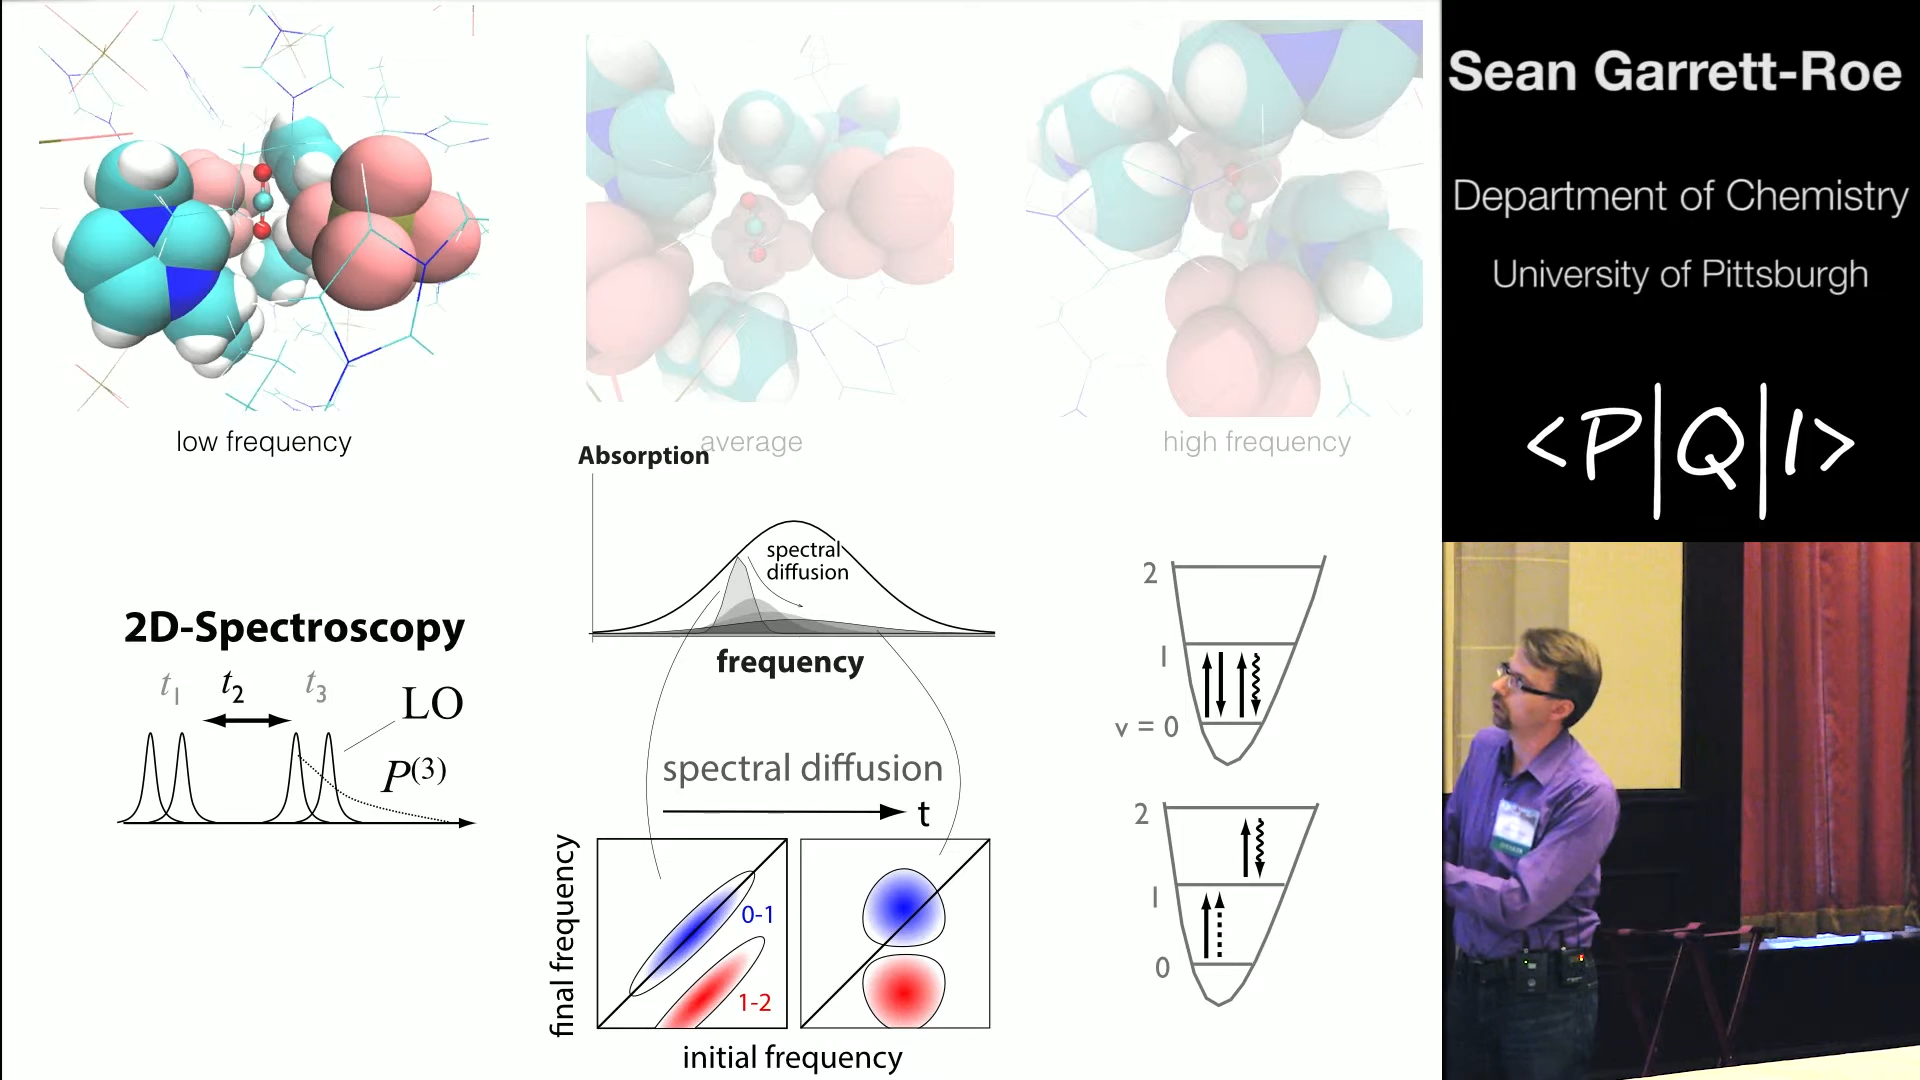 low frequency
average
high frequency
Absorption
spectral
diffusion
frequency
2D-Spectroscopy
t1
t2
t3
LO
P(3)
spectral diffusion
t
final frequency
0-1
1-2
initial frequency
2
1
v = 0
2
1
0
Sean Garrett-Roe
Department of Chemistry
University of Pittsburgh
<P|Q|I>